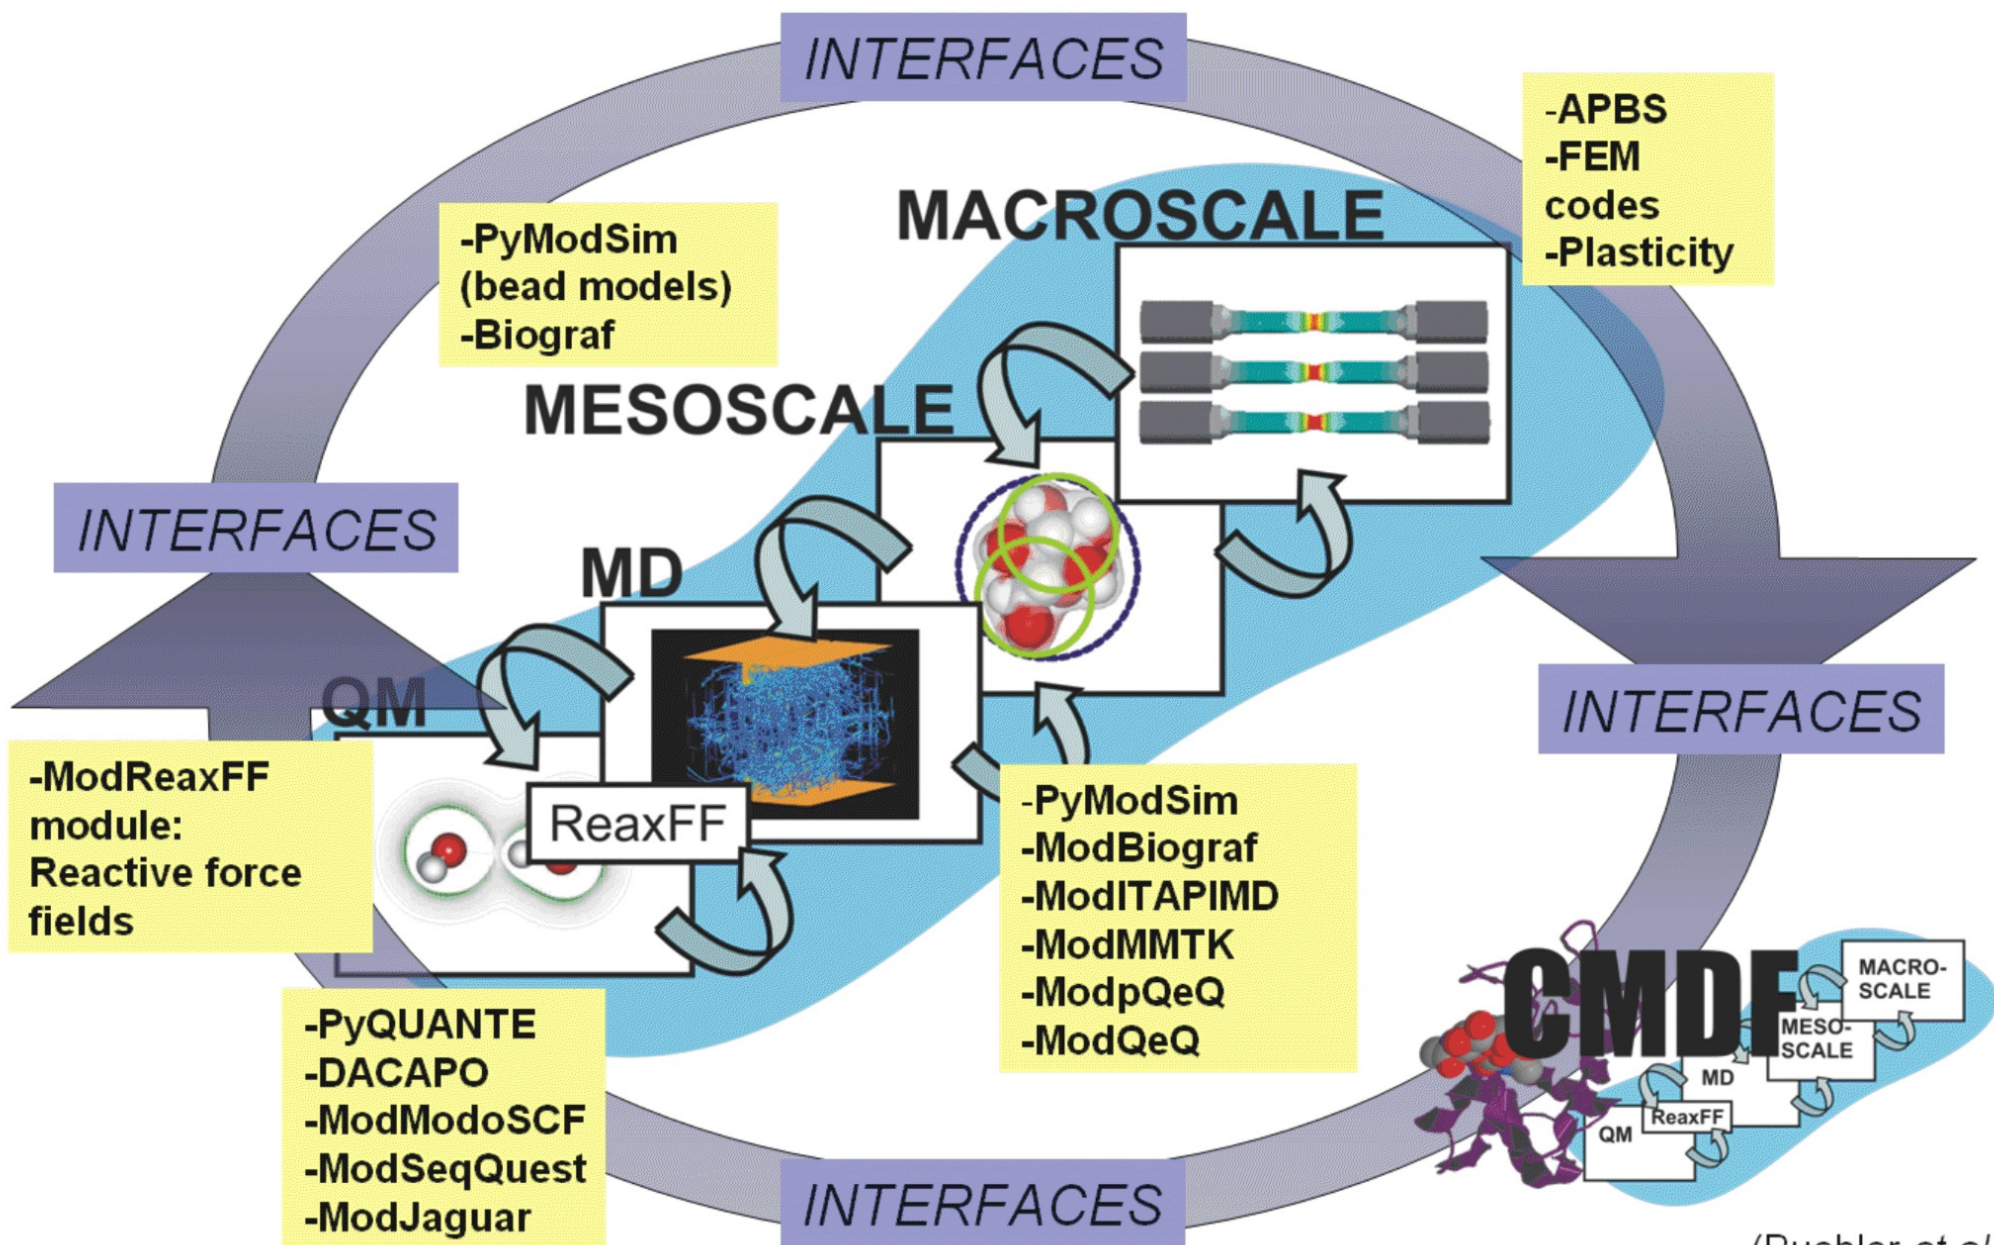 INTERFACES
-APBS
-FEM
codes
-Plasticity
MACROSCALE
-PyModSim
(bead models)
-Biograf
MESOSCALE
INTERFACES
MD
QM
INTERFACES
-ModReaxFF
module:
Reactive force
fields
ReaxFF
-PyModSim
-ModBiograf
-ModITAPIMD
-ModMMTK
-ModpQeQ
-ModQeQ
-PyQUANTE
-DACAPO
-ModModoSCF
-ModSeqQuest
-ModJaguar
CMDF
MACRO-
SCALE
MESO-
SCALE
MD
ReaxFF
QM
INTERFACES